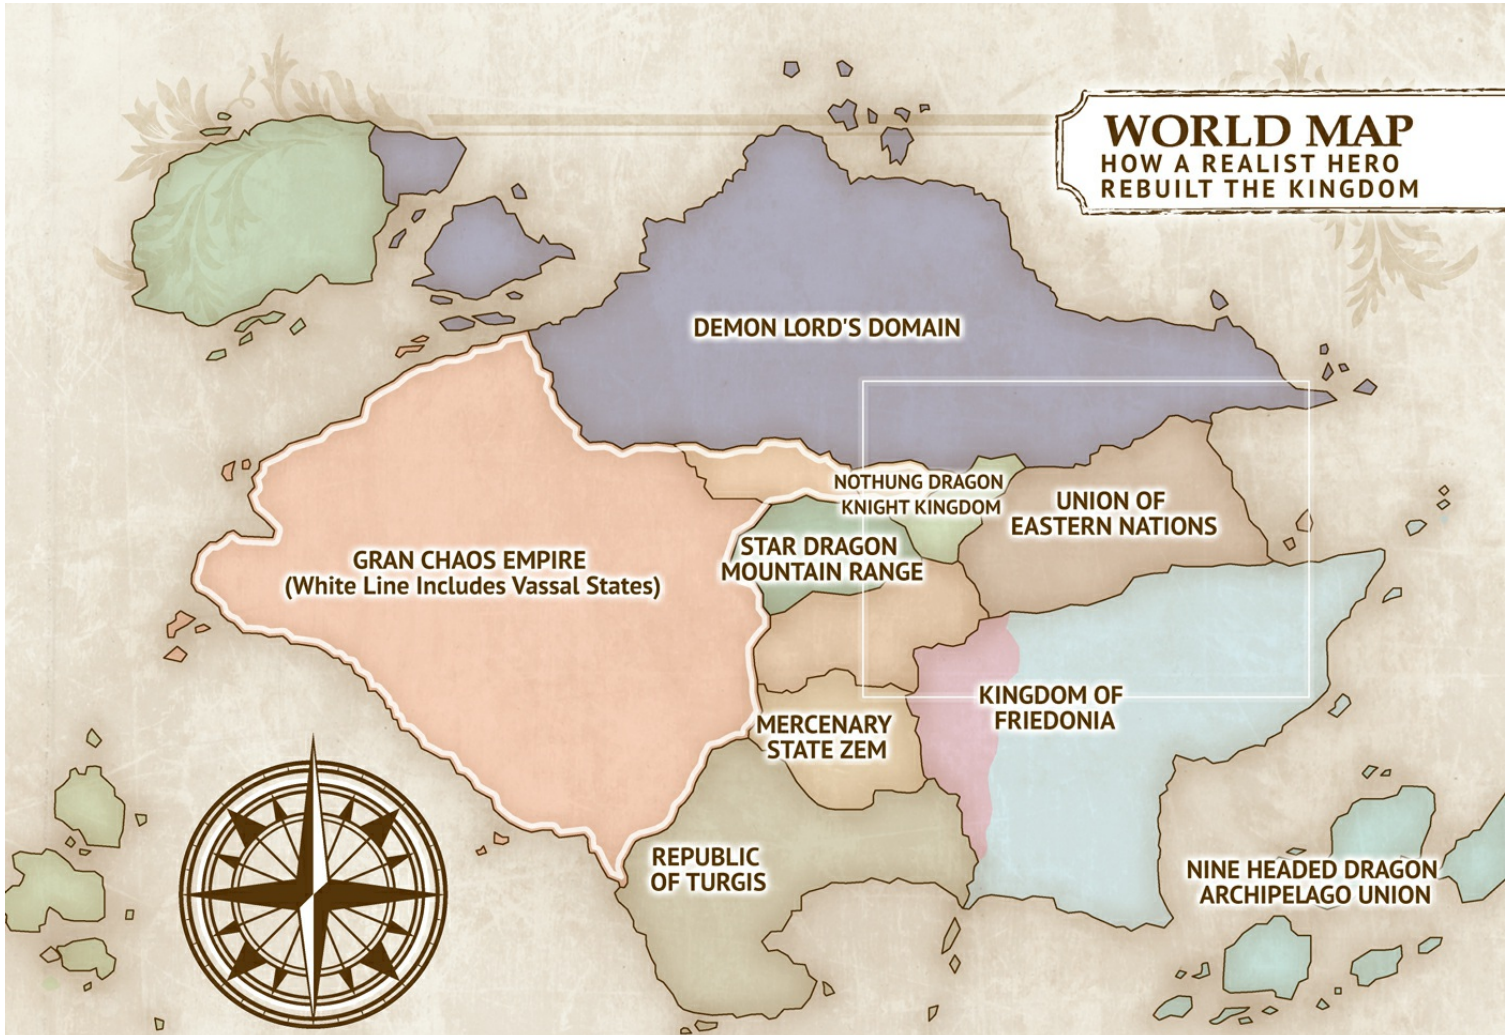 WORLD MAP
HOW A REALIST HERO
REBUILT THE KINGDOM
DEMON LORD'S DOMAIN
NOTHUNG DRAGON
KNIGHT KINGDOM
UNION OF
EASTERN NATIONS
STAR DRAGON
MOUNTAIN RANGE
GRAN CHAOS EMPIRE
(White Line Includes Vassal States)
KINGDOM OF
FRIEDONIA
MERCENARY
STATE ZEM
REPUBLIC
OF TURGIS
NINE HEADED DRAGON
ARCHIPELAGO UNION